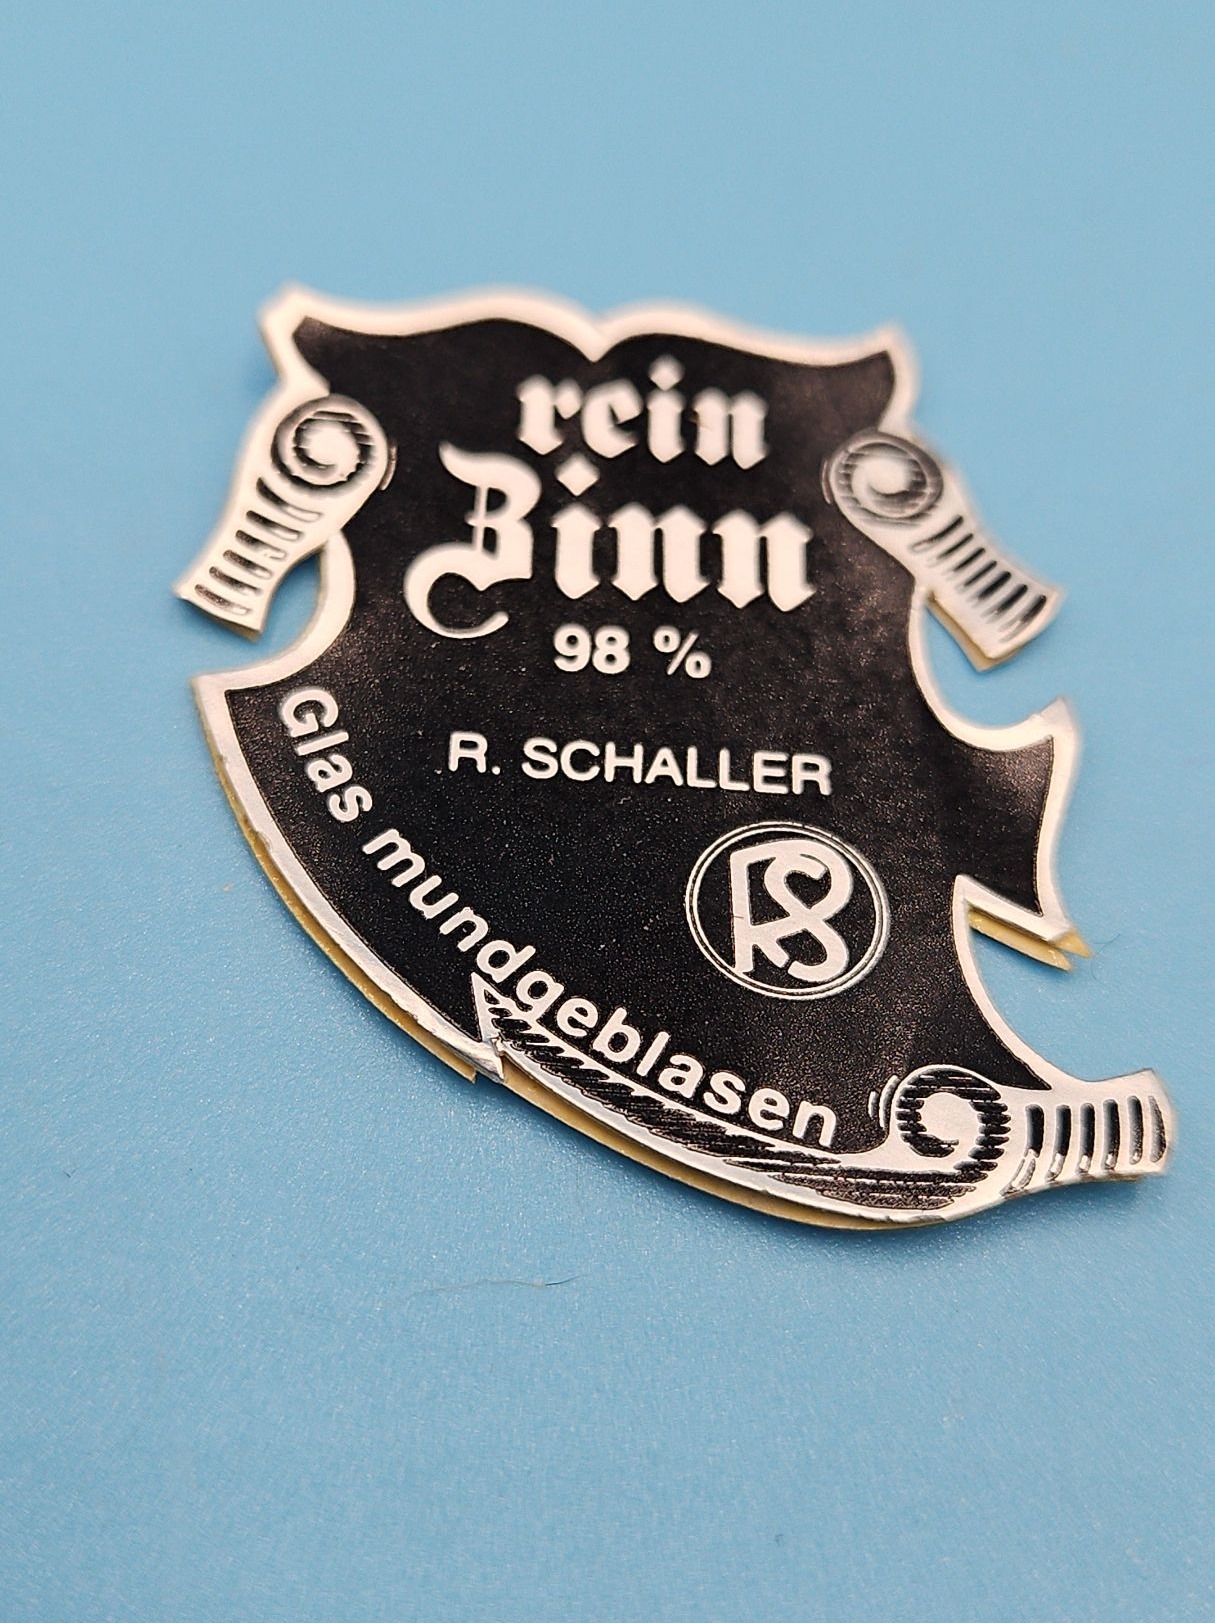 rein
Zinn
98 %
R. SCHALLER
RS
Glas mundgeblasen